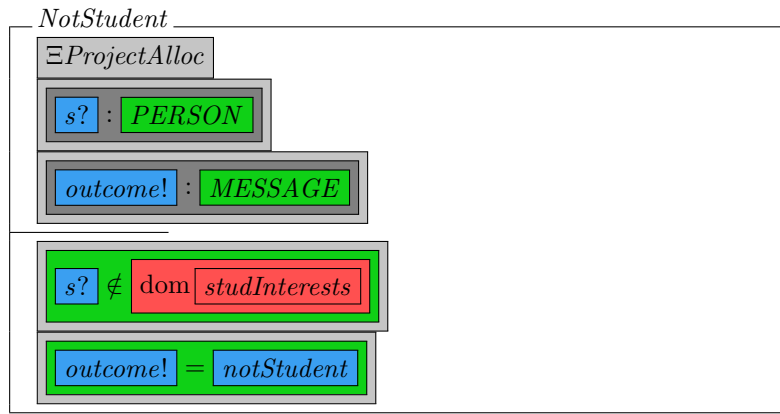 NotStudent
ΞProjectAlloc
s? : PERSON
outcome! : MESSAGE
s? ∉ dom studInterests
outcome! = notStudent